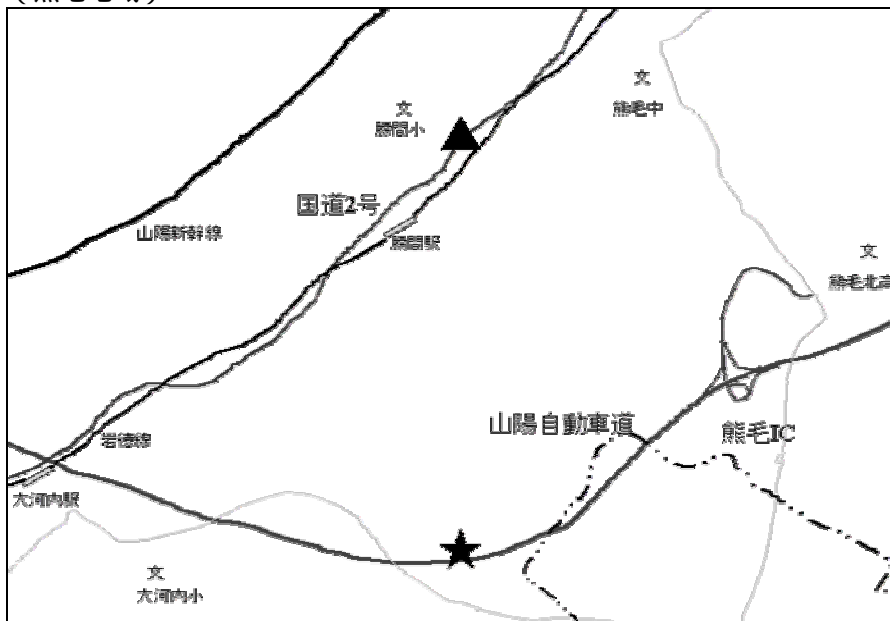 文
勝間小
文
熊毛中
国道2号
山陽新幹線
勝間駅
文
熊毛北高
山陽自動車道
熊毛IC
岩徳線
大河内駅
文
大河内小